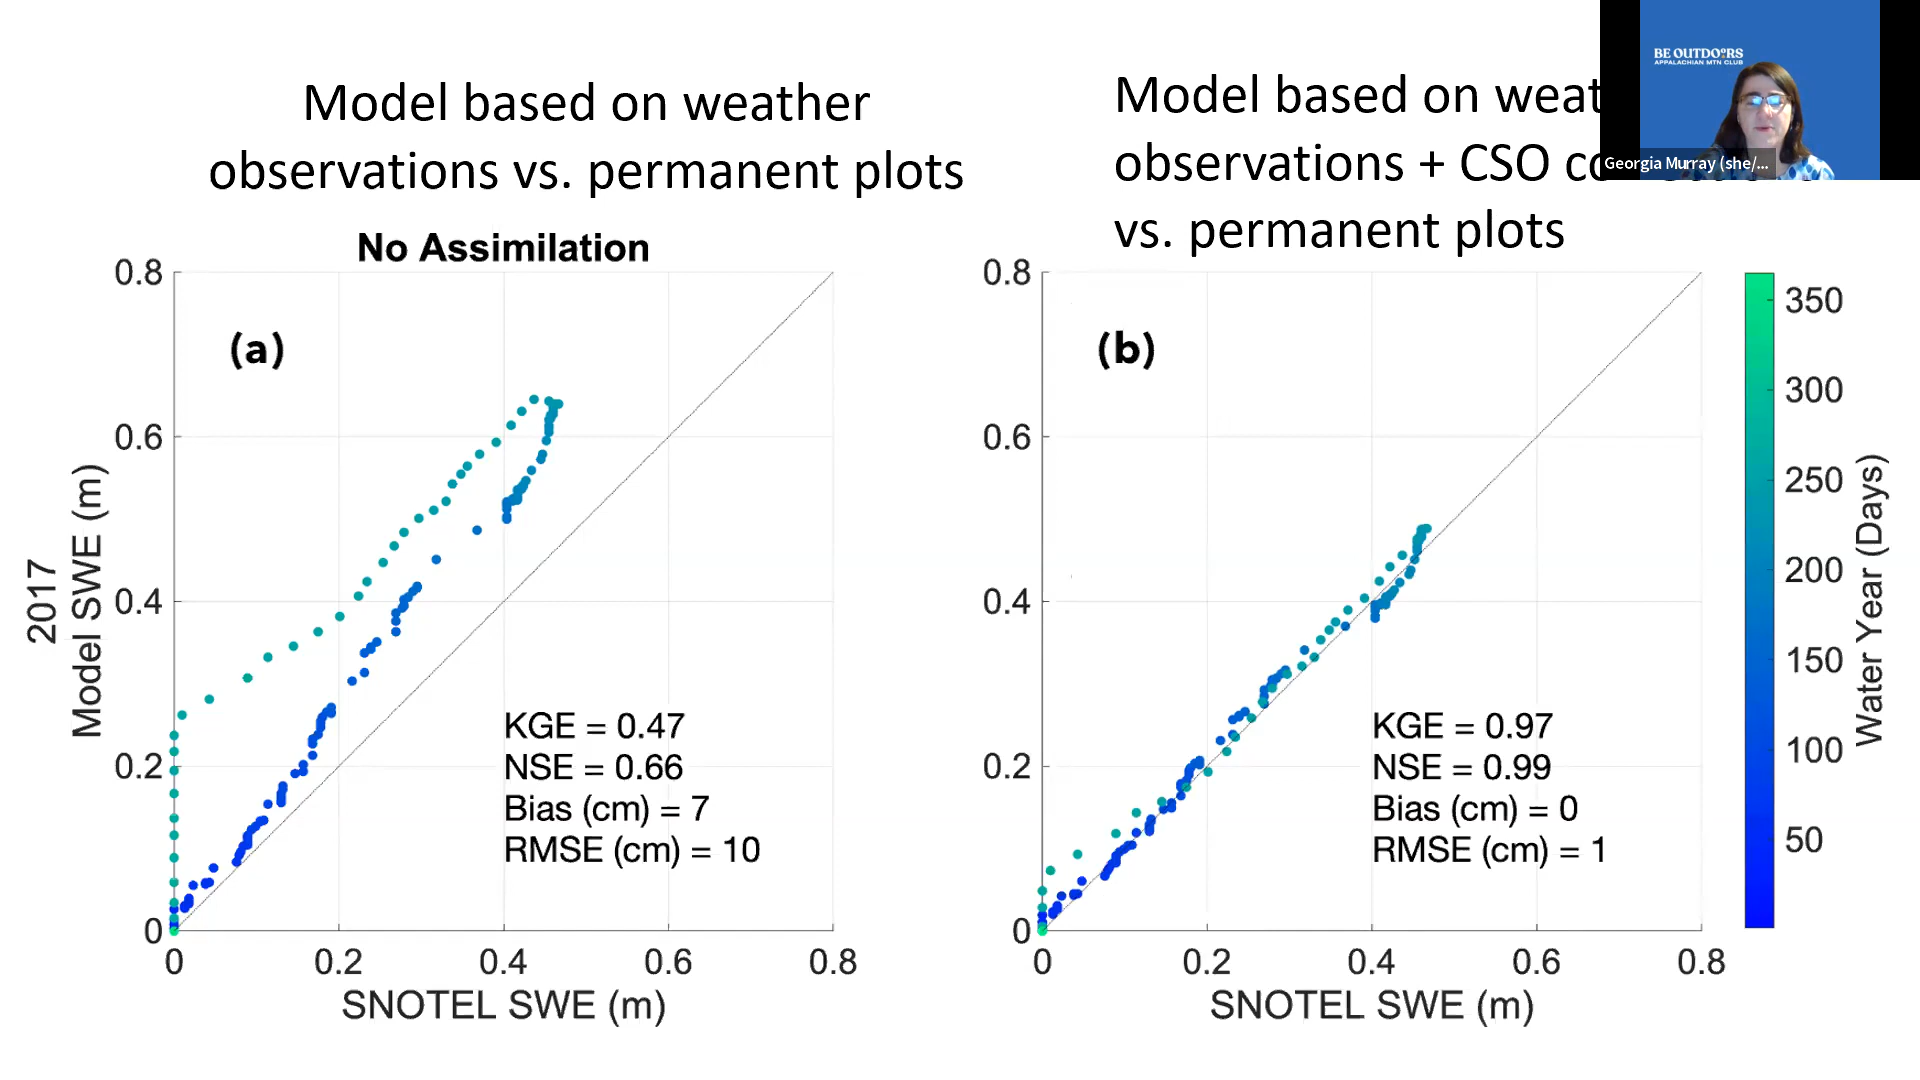 Model based on weather
observations vs. permanent plots
Model based on
observations + CSO
vs. permanent plots
BE OUTDOORS
APPALACHIAN MTN CLUB
Georgia Murray (she/...
No Assimilation
(a)
0.8
0.6
0.4
0.2
0
0
0.2
0.4
0.6
0.8
2017
Model SWE (m)
SNOTEL SWE (m)
KGE = 0.47
NSE = 0.66
Bias (cm) = 7
RMSE (cm) = 10
(b)
0.8
0.6
0.4
0.2
0
0
0.2
0.4
0.6
0.8
SNOTEL SWE (m)
KGE = 0.97
NSE = 0.99
Bias (cm) = 0
RMSE (cm) = 1
350
300
250
200
150
100
50
Water Year (Days)